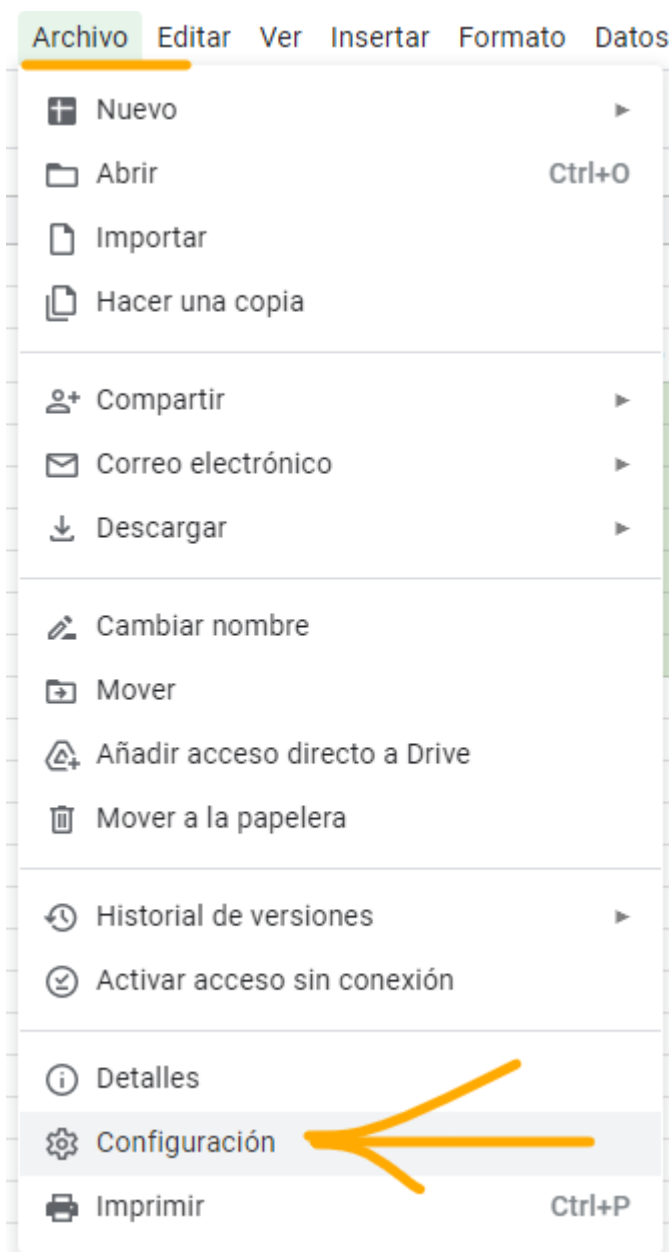 Archivo Editar Ver Insertar Formato Datos
Nuevo
Abrir Ctrl+O
Importar
Hacer una copia
Compartir
Correo electrónico
Descargar
Cambiar nombre
Mover
Añadir acceso directo a Drive
Mover a la papelera
Historial de versiones
Activar acceso sin conexión
Detalles
Configuración
Imprimir Ctrl+P